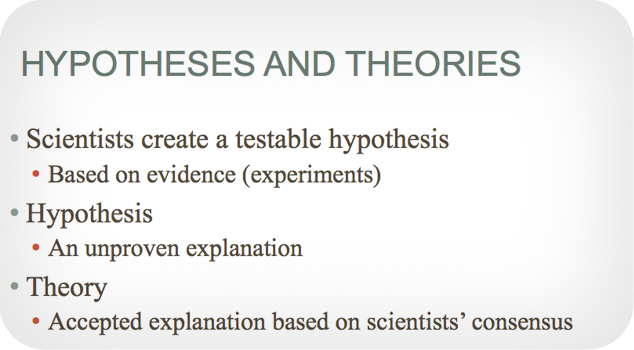 HYPOTHESES AND THEORIES
• Scientists create a testable hypothesis
• Based on evidence (experiments)
• Hypothesis
• An unproven explanation
• Theory
• Accepted explanation based on scientists’ consensus